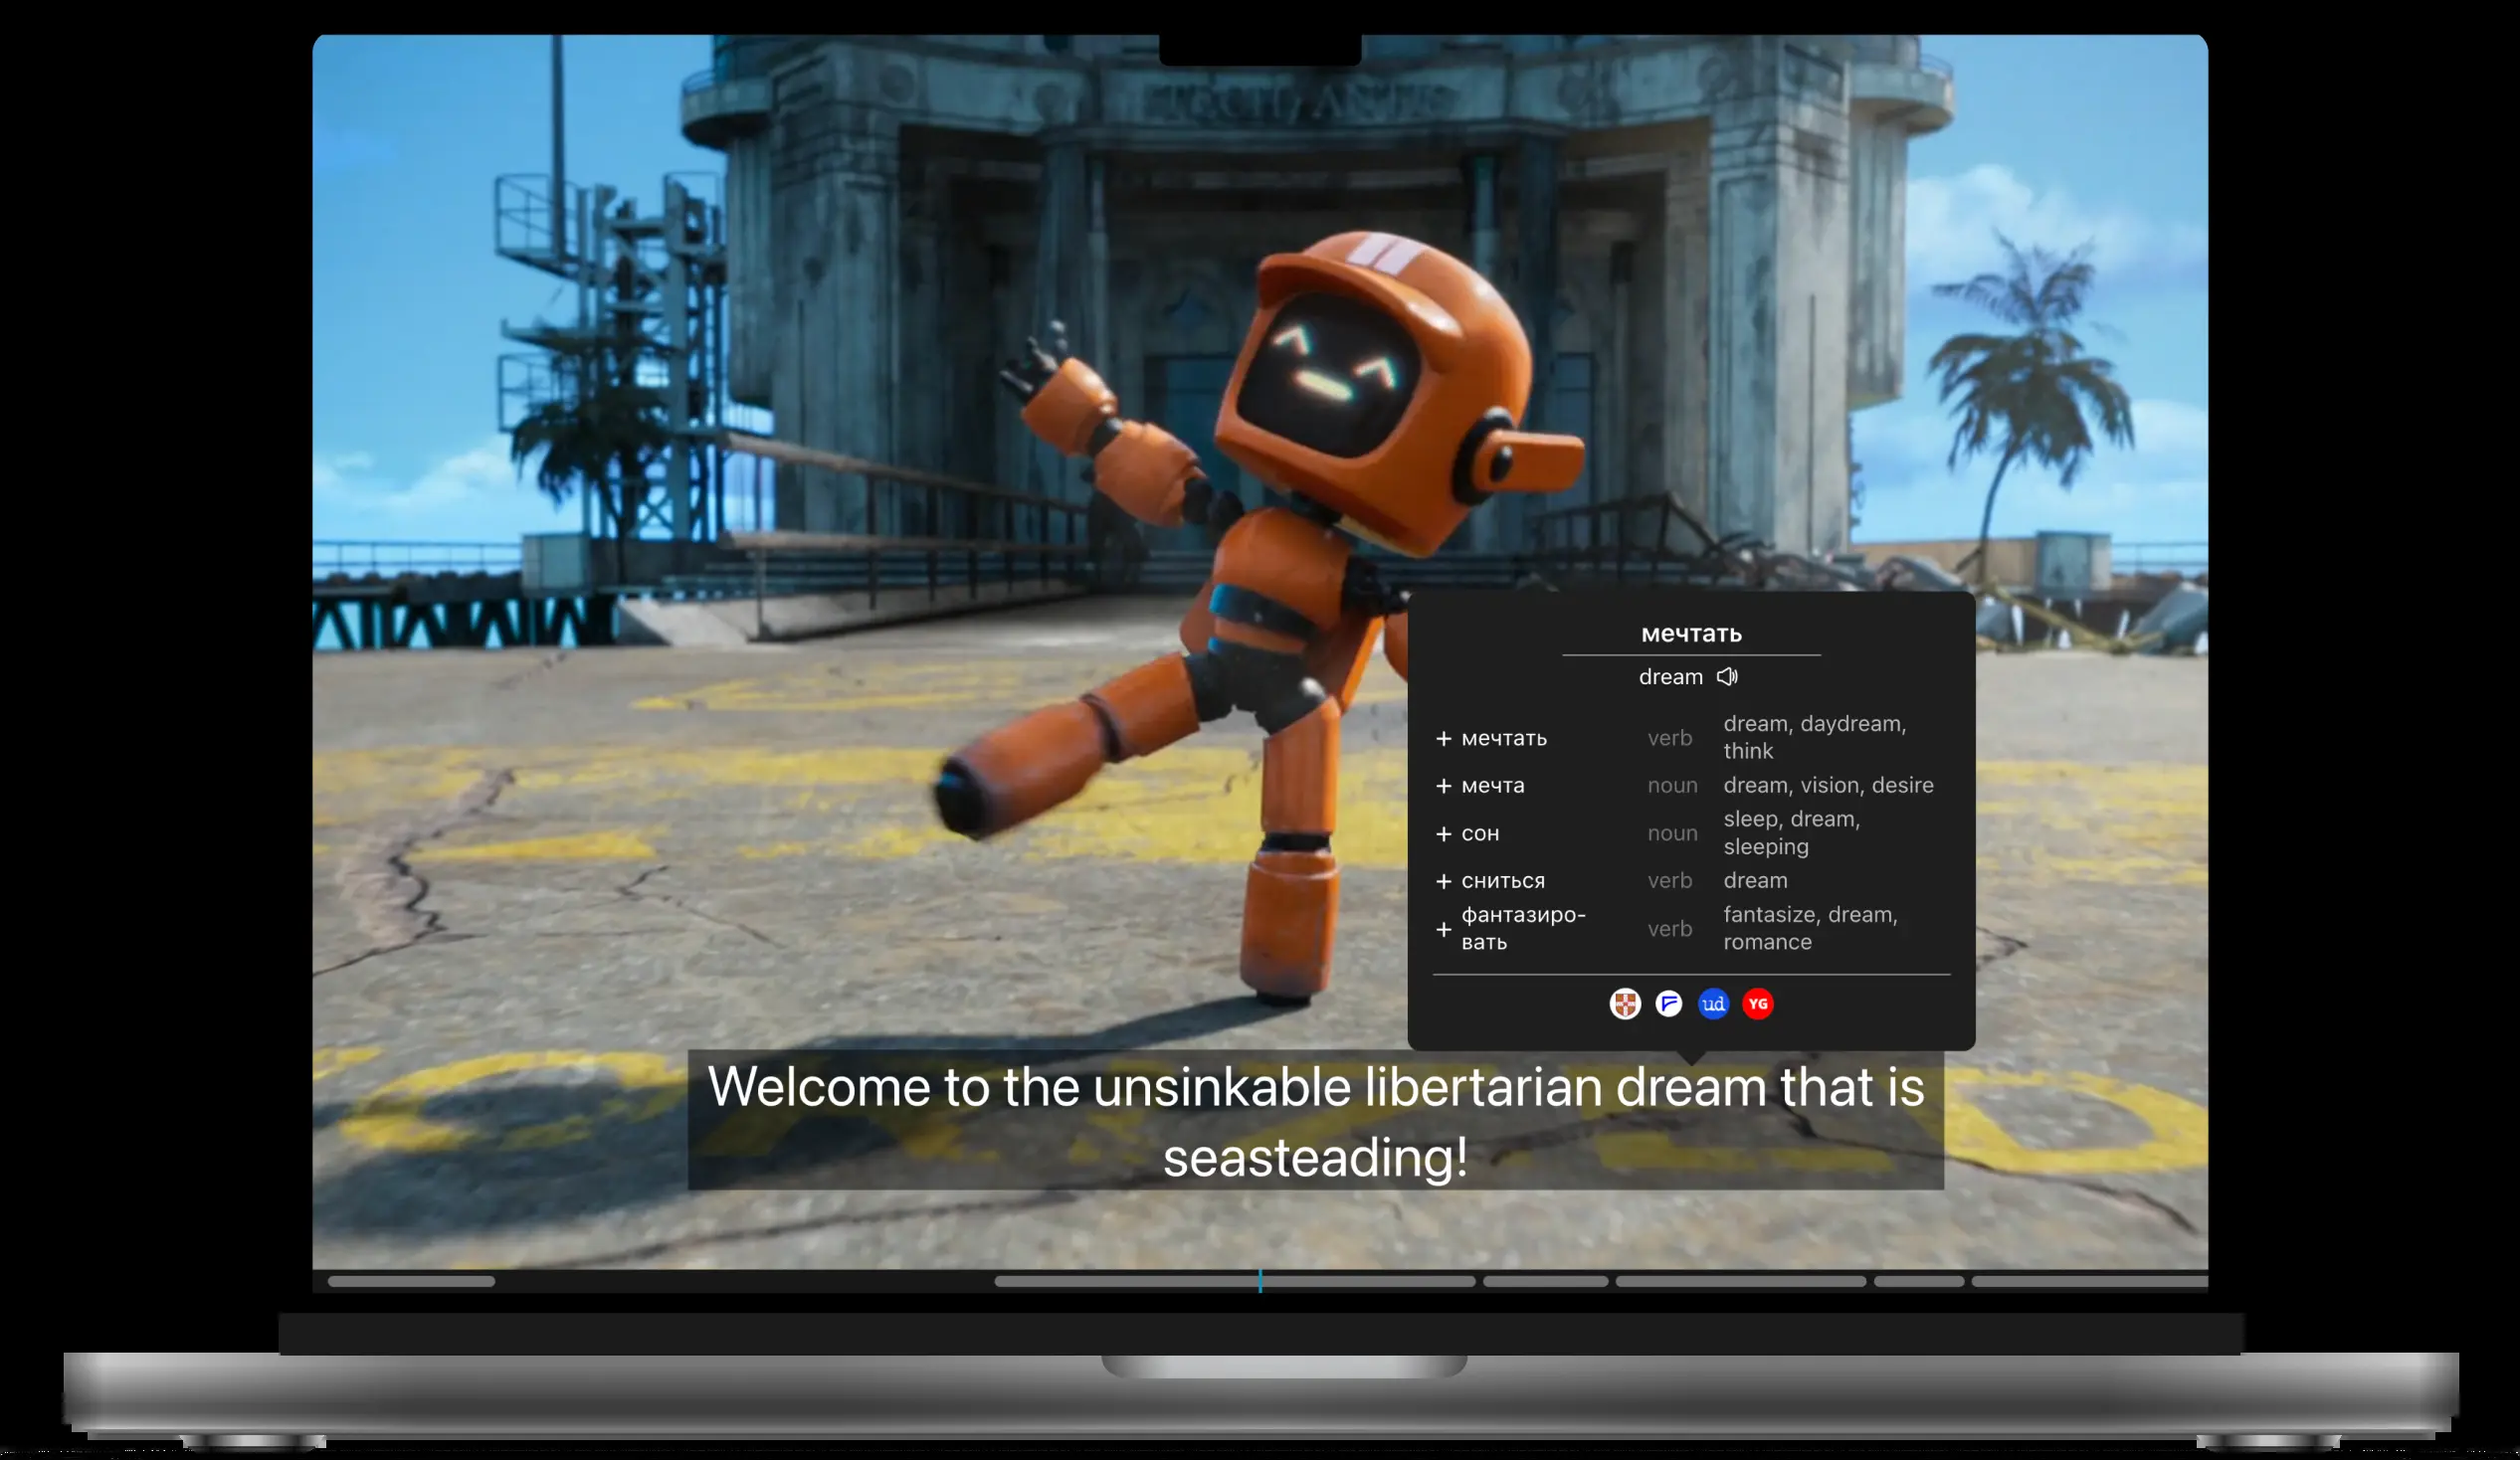 мечтать
dream
+ мечтать verb dream, daydream,
think
+ мечта noun dream, vision, desire
+ сон noun sleep, dream,
sleeping
+ сниться verb dream
+ фантазиро-
вать verb fantasize, dream,
romance
ud YG
Welcome to the unsinkable libertarian dream that is
seasteading!